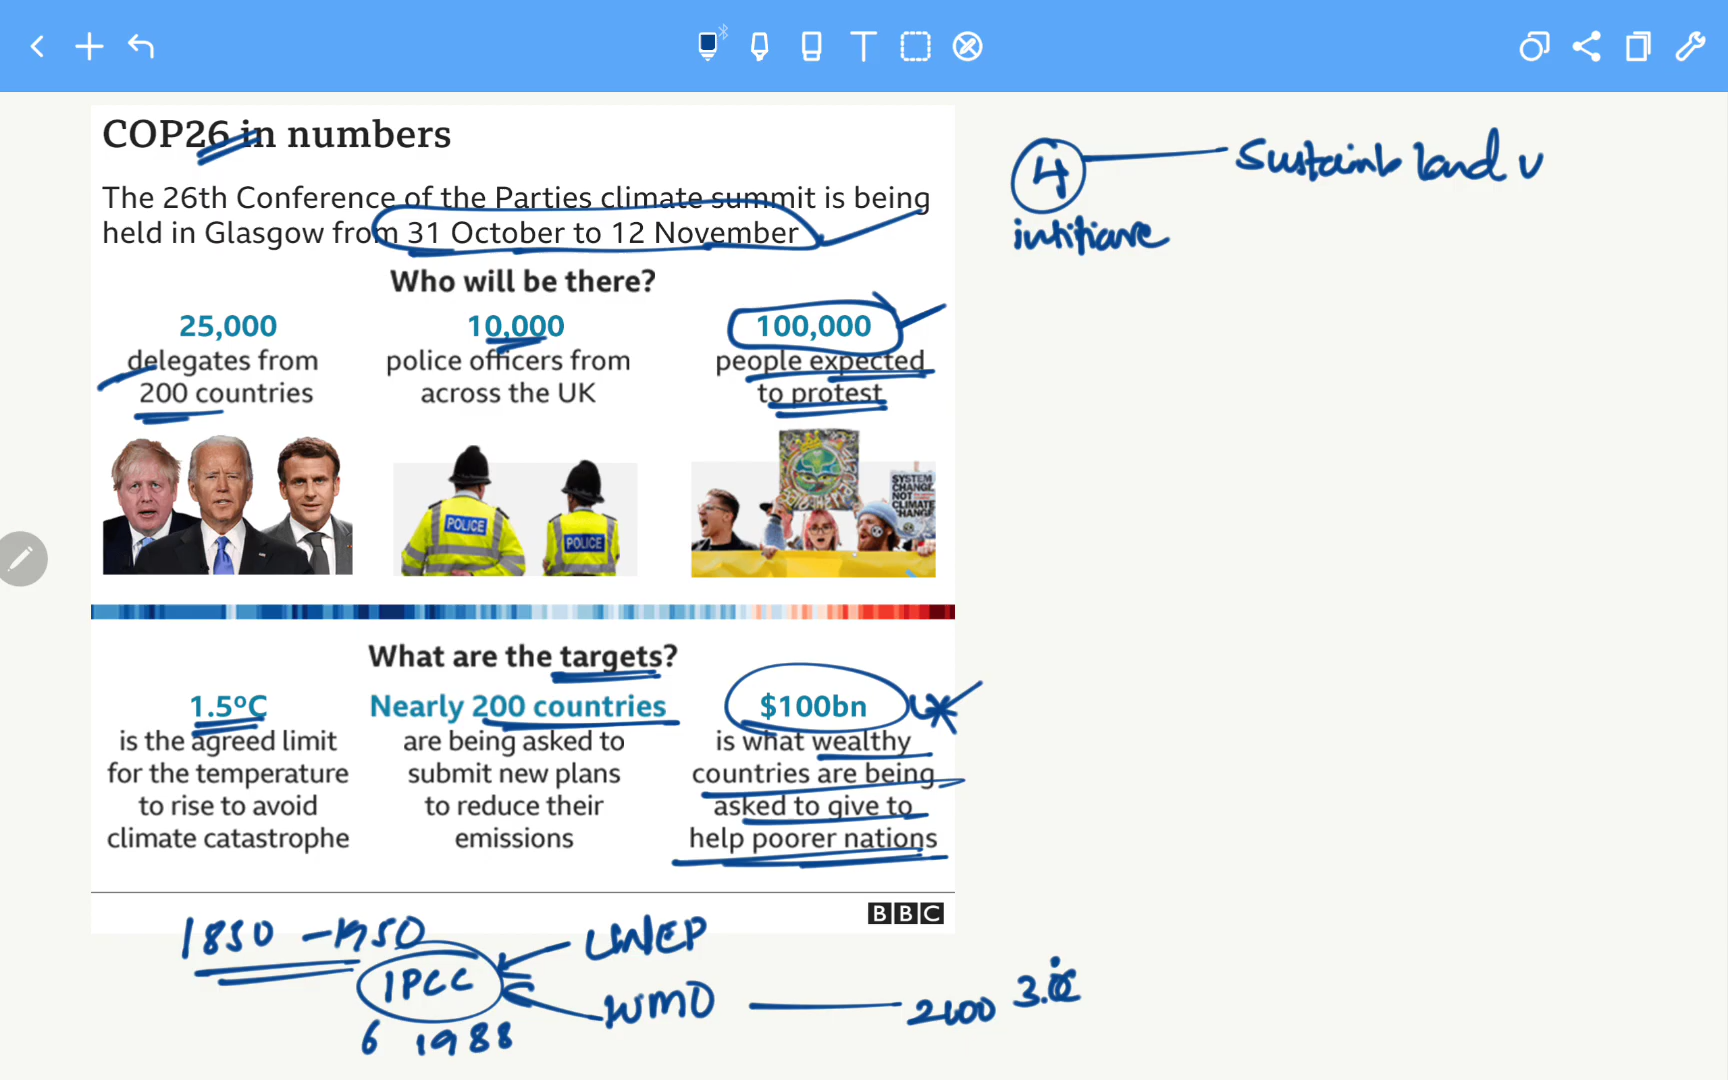 COP26 in numbers
The 26th Conference of the Parties climate summit is being
held in Glasgow from 31 October to 12 November
Who will be there?
25,000
delegates from
200 countries
10,000
police officers from
across the UK
100,000
people expected
to protest
POLICE
POLICE
SYSTEM
CHANGE
NOT
CLIMATE
CHANGE
What are the targets?
1.5°C
is the agreed limit
for the temperature
to rise to avoid
climate catastrophe
Nearly 200 countries
are being asked to
submit new plans
to reduce their
emissions
$100bn
is what wealthy
countries are being
asked to give to
help poorer nations
BBC
1850 - 1950
IPCC
6 1988
UNEP
WMO
2100
4 land